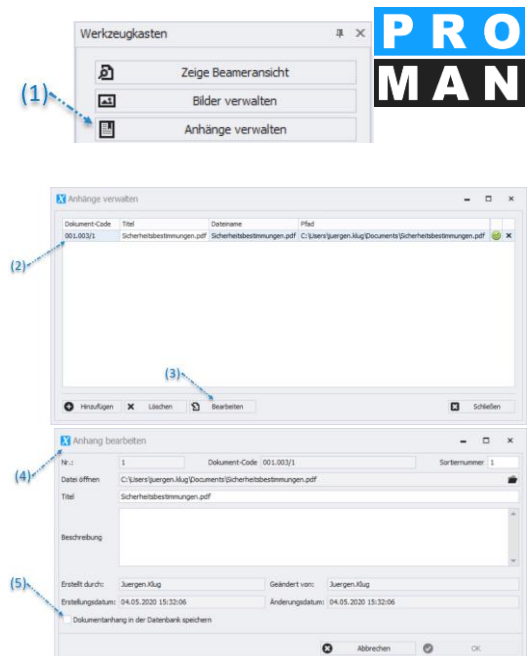 PRO
MAN
Werkzeugkasten
Zeige Beameransicht
(1)
Bilder verwalten
Anhänge verwalten
Anhänge verwalten
Dokument-Code Titel Dateiname Pfad
001.003/1 Sicherheitsbestimmungen.pdf Sicherheitsbestimmungen.pdf C:\Users\juergen.klug\Documents\Sicherheitsbestimmungen.pdf
(2)
(3)
Hinzufügen Löschen Bearbeiten Schließen
Anhang bearbeiten
(4)
Nr.: 1 Dokument-Code 001.003/1 Sortiernummer 1
Datei öffnen C:\Users\juergen.klug\Documents\Sicherheitsbestimmungen.pdf
Titel Sicherheitsbestimmungen.pdf
Beschreibung
(5)
Erstellt durch: Juergen.Klug Geändert von: Juergen.Klug
Erstellungsdatum: 04.05.2020 15:32:06 Änderungsdatum: 04.05.2020 15:32:06
Dokumentanhang in der Datenbank speichern
Abbrechen OK